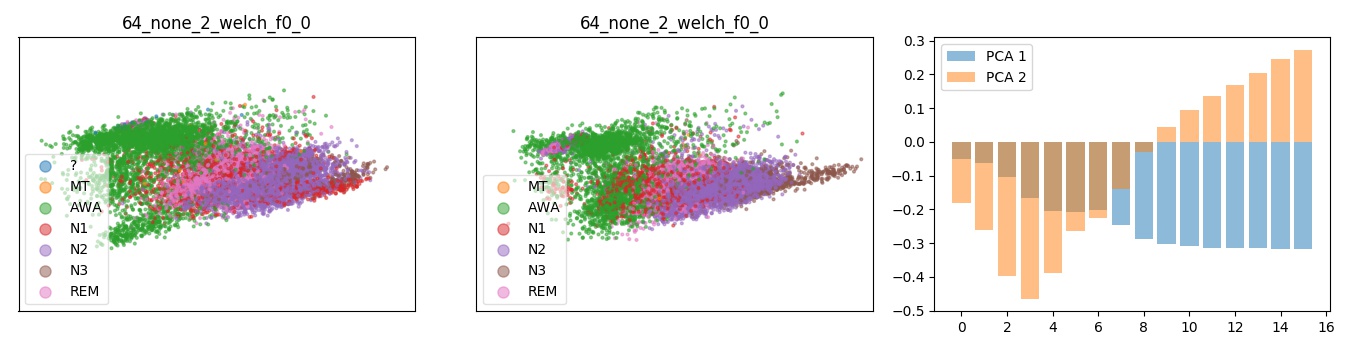 64_none_2_welch_f0_0
?
MT
AWA
N1
N2
N3
REM
64_none_2_welch_f0_0
MT
AWA
N1
N2
N3
REM
0.3
0.2
0.1
0.0
−0.1
−0.2
−0.3
−0.4
−0.5
PCA 1
PCA 2
0 2 4 6 8 10 12 14 16